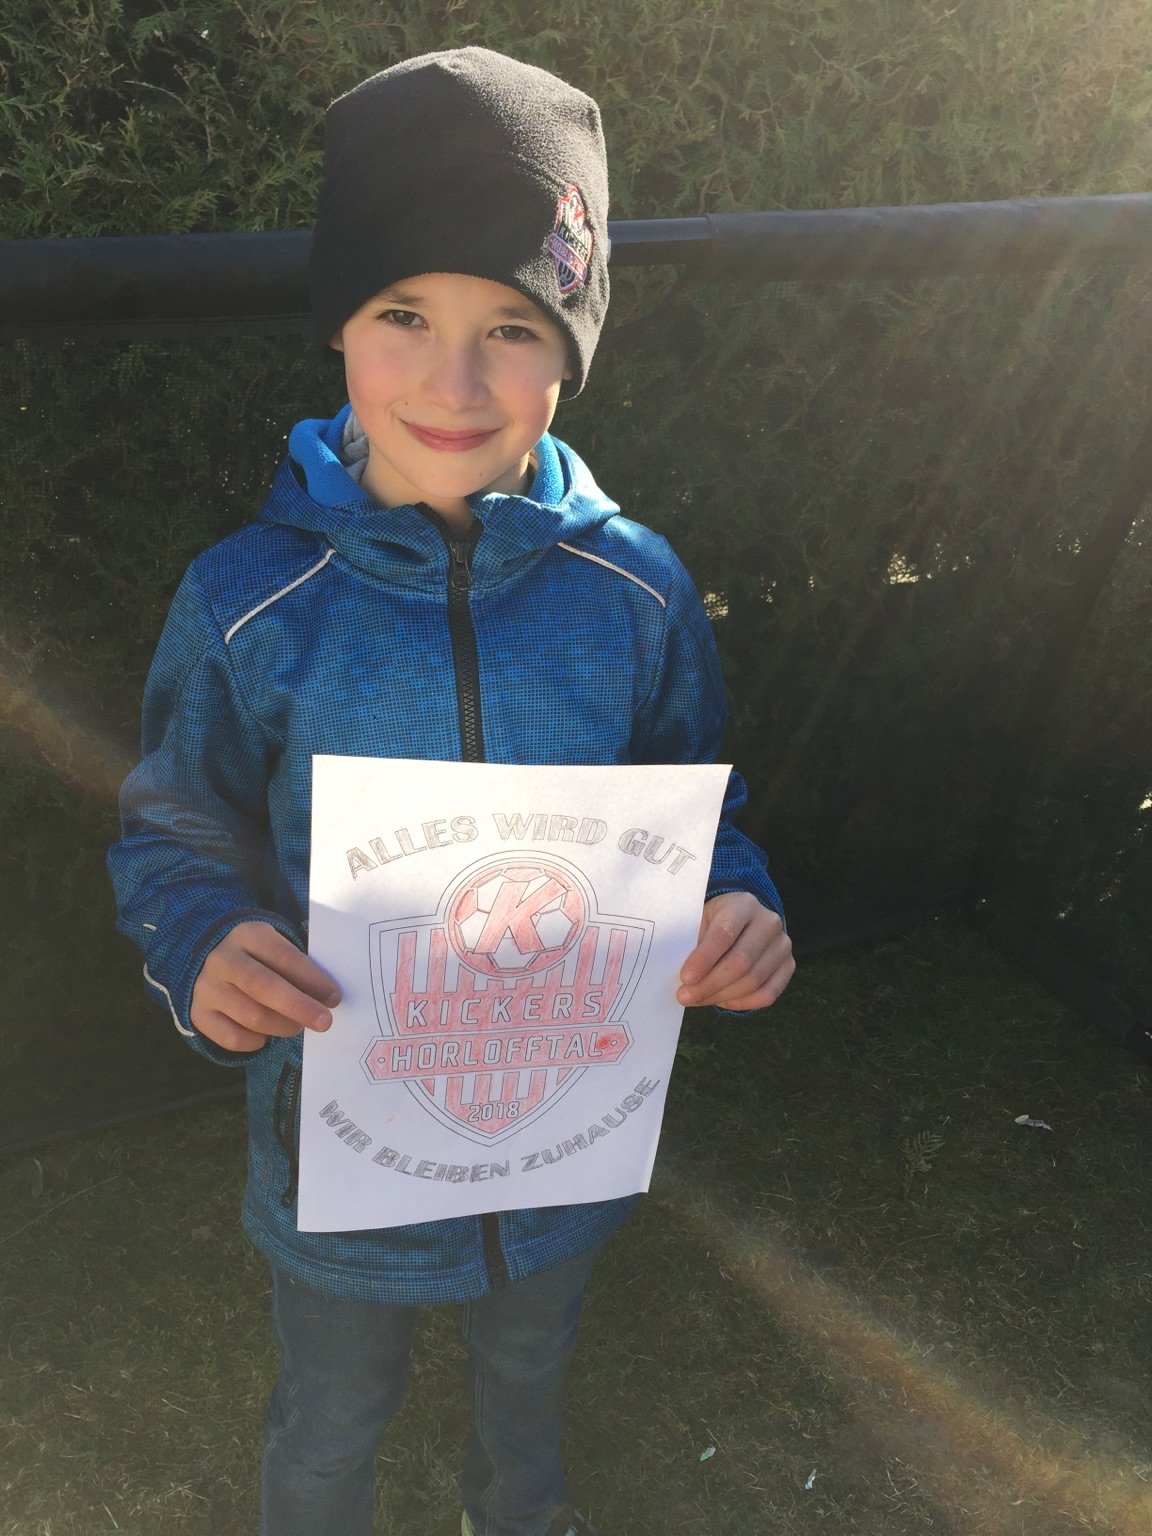 ALLES WIRD GUT
K
KICKERS
HORLOFFTAL
2018
WIR BLEIBEN ZUHAUSE